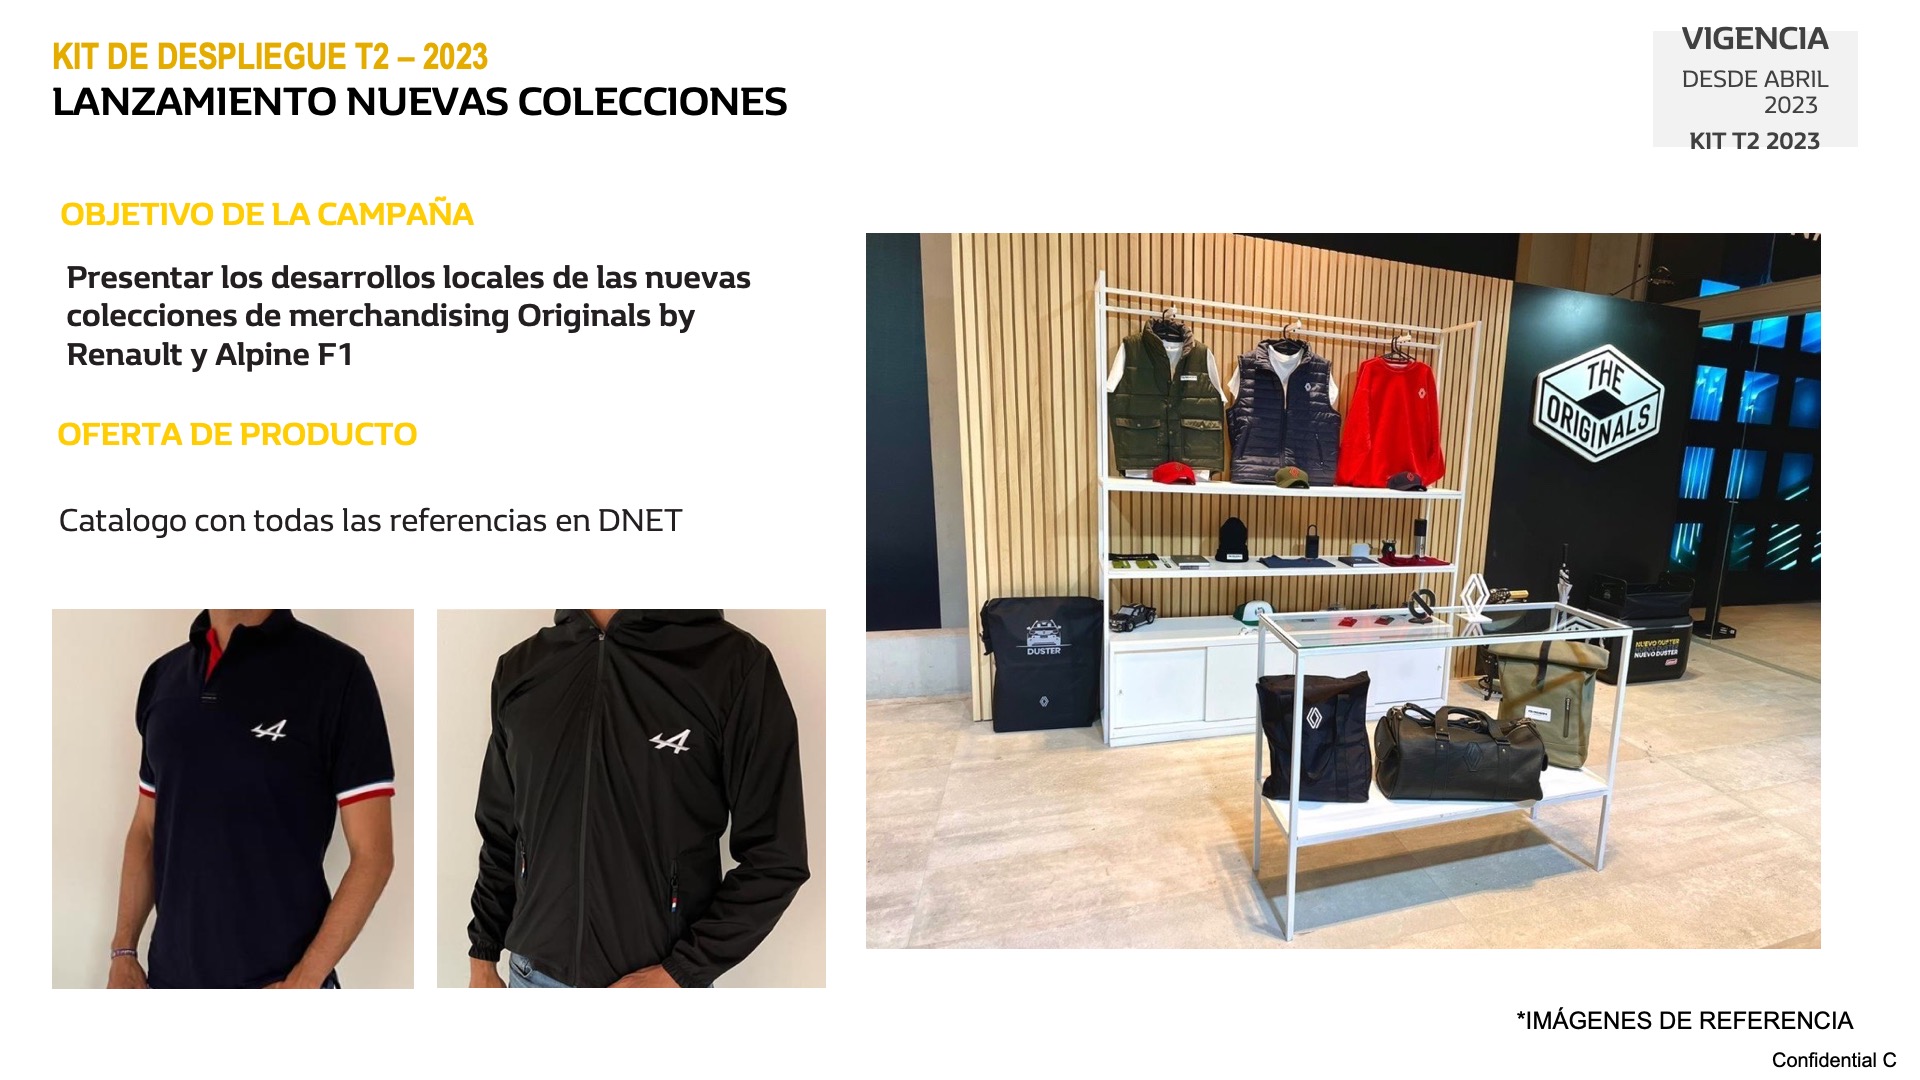 KIT DE DESPLIEGUE T2 – 2023
LANZAMIENTO NUEVAS COLECCIONES
VIGENCIA
DESDE ABRIL
2023
KIT T2 2023
OBJETIVO DE LA CAMPAÑA
Presentar los desarrollos locales de las nuevas
colecciones de merchandising Originals by
Renault y Alpine F1
OFERTA DE PRODUCTO
Catalogo con todas las referencias en DNET
THE
ORIGINALS
DUSTER
NUEVO DUSTER
NUEVO DUSTER
*IMÁGENES DE REFERENCIA
Confidential C